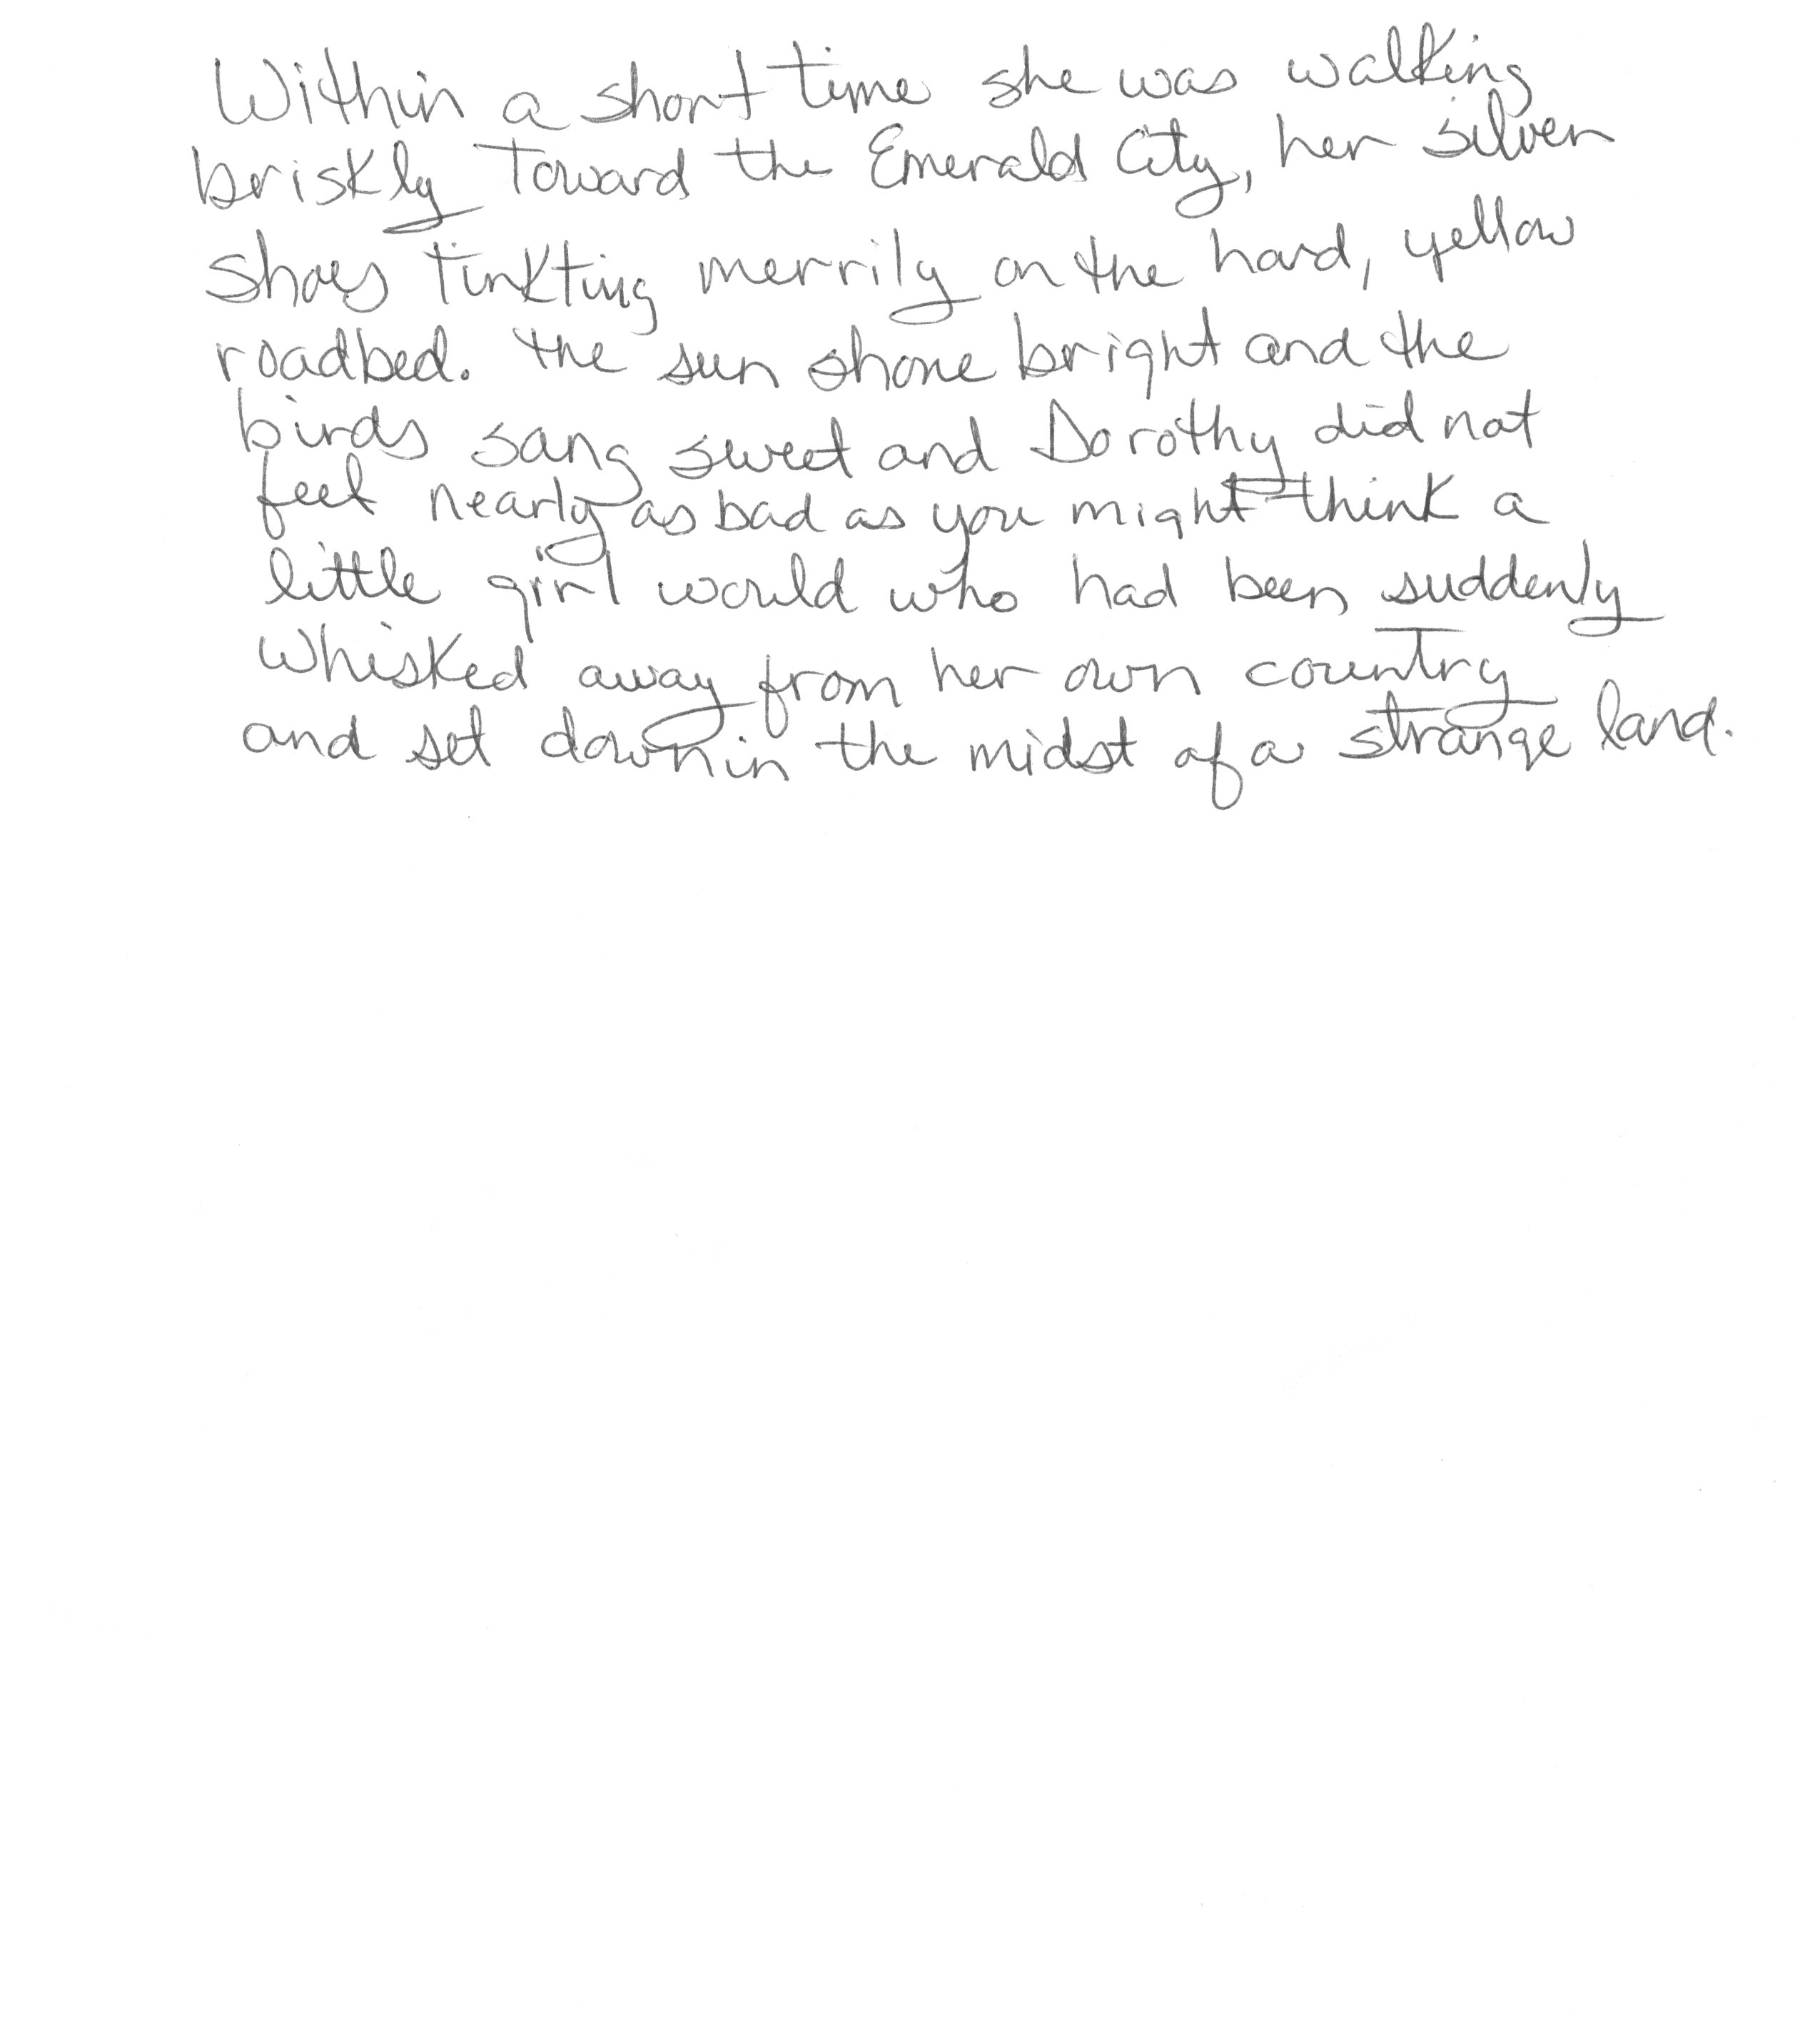 Within a short time she was walking
briskly Toward the Emerald City, her silver
Shoes tinkting merrily on the hard, yellow
roadbed. the sun shone bright and the
birds sang sweet and Dorothy did not
feel nearly as bad as you might think a
little girl would who had been suddenly
Whisked away from her own country
and set down in the midst of a strange land.